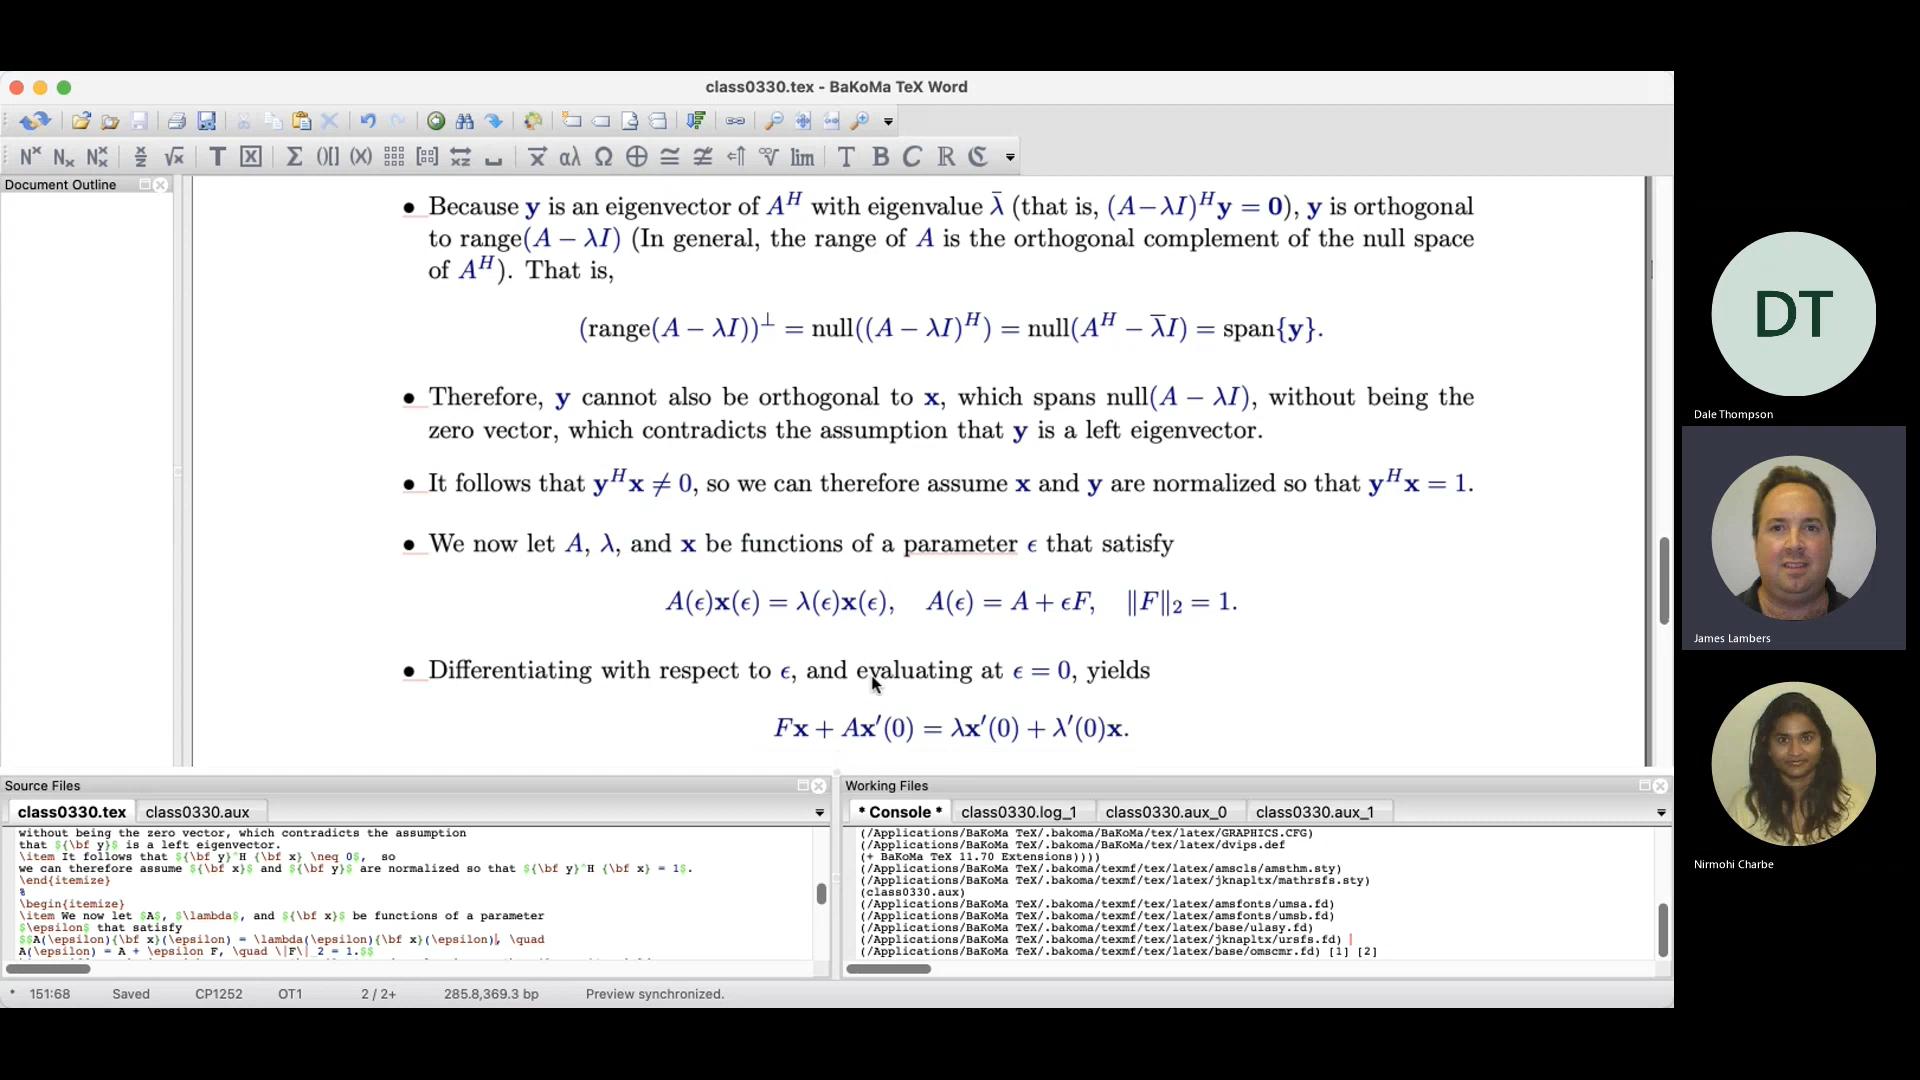 class0330.tex - BaKoMa TeX Word
Document Outline
• Because y is an eigenvector of A^H with eigenvalue λ̄ (that is, (A−λI)^H y = 0), y is orthogonal
to range(A − λI) (In general, the range of A is the orthogonal complement of the null space
of A^H). That is,
(range(A − λI))^⊥ = null((A − λI)^H) = null(A^H − λ̄I) = span{y}.
• Therefore, y cannot also be orthogonal to x, which spans null(A − λI), without being the
zero vector, which contradicts the assumption that y is a left eigenvector.
• It follows that y^H x ≠ 0, so we can therefore assume x and y are normalized so that y^H x = 1.
• We now let A, λ, and x be functions of a parameter ϵ that satisfy
A(ϵ)x(ϵ) = λ(ϵ)x(ϵ), A(ϵ) = A + ϵF, ‖F‖₂ = 1.
• Differentiating with respect to ϵ, and evaluating at ϵ = 0, yields
Fx + Ax′(0) = λx′(0) + λ′(0)x.
Source Files
class0330.tex class0330.aux
without being the zero vector, which contradicts the assumption
that ${\bf y}$ is a left eigenvector.
\item It follows that ${\bf y}^H {\bf x} \neq 0$, so
we can therefore assume ${\bf x}$ and ${\bf y}$ are normalized so that ${\bf y}^H {\bf x} = 1$.
\end{itemize}
%
\begin{itemize}
\item We now let $A$, $\lambda$, and ${\bf x}$ be functions of a parameter
$\epsilon$ that satisfy
$$A(\epsilon){\bf x}(\epsilon) = \lambda(\epsilon){\bf x}(\epsilon), \quad
A(\epsilon) = A + \epsilon F, \quad \|F\|_2 = 1.$$
Working Files
* Console * class0330.log_1 class0330.aux_0 class0330.aux_1
(/Applications/BaKoMa TeX/.bakoma/BaKoMa/tex/latex/GRAPHICS.CFG)
(/Applications/BaKoMa TeX/.bakoma/BaKoMa/tex/latex/dvips.def
(+ BaKoMa TeX 11.70 Extensions))))
(/Applications/BaKoMa TeX/.bakoma/texmf/tex/latex/amscls/amsthm.sty)
(/Applications/BaKoMa TeX/.bakoma/texmf/tex/latex/jknapltx/mathrsfs.sty)
(class0330.aux)
(/Applications/BaKoMa TeX/.bakoma/texmf/tex/latex/amsfonts/umsa.fd)
(/Applications/BaKoMa TeX/.bakoma/texmf/tex/latex/amsfonts/umsb.fd)
(/Applications/BaKoMa TeX/.bakoma/texmf/tex/latex/base/ulasy.fd)
(/Applications/BaKoMa TeX/.bakoma/texmf/tex/latex/jknapltx/ursfs.fd)
(/Applications/BaKoMa TeX/.bakoma/texmf/tex/latex/base/omscmr.fd) [1] [2]
* 151:68 Saved CP1252 OT1 2 / 2+ 285.8,369.3 bp Preview synchronized.
DT
Dale Thompson
James Lambers
Nirmohi Charbe